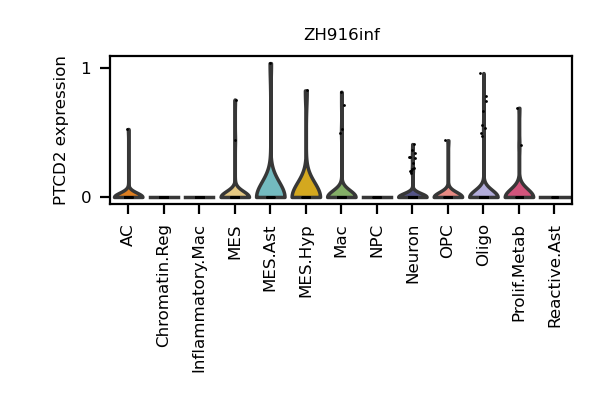 ZH916inf
PTCD2 expression
1
0
AC
Chromatin.Reg
Inflammatory.Mac
MES
MES.Ast
MES.Hyp
Mac
NPC
Neuron
OPC
Oligo
Prolif.Metab
Reactive.Ast